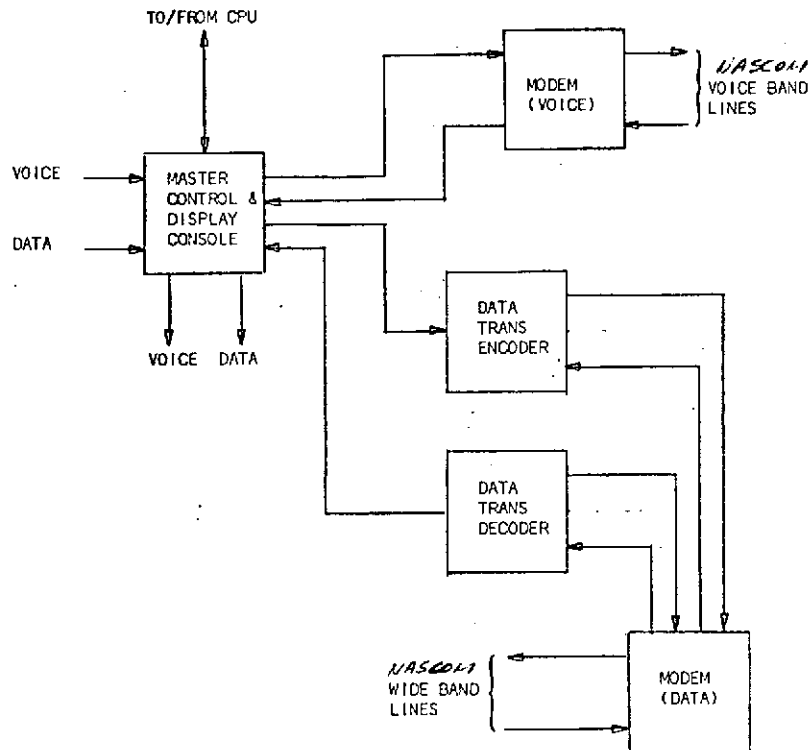 TO/FROM CPU
MODEM
(VOICE)
NASCOM
VOICE BAND
LINES
VOICE
DATA
MASTER
CONTROL &
DISPLAY
CONSOLE
VOICE DATA
DATA
TRANS
ENCODER
DATA
TRANS
DECODER
NASCOM
WIDE BAND
LINES
MODEM
(DATA)